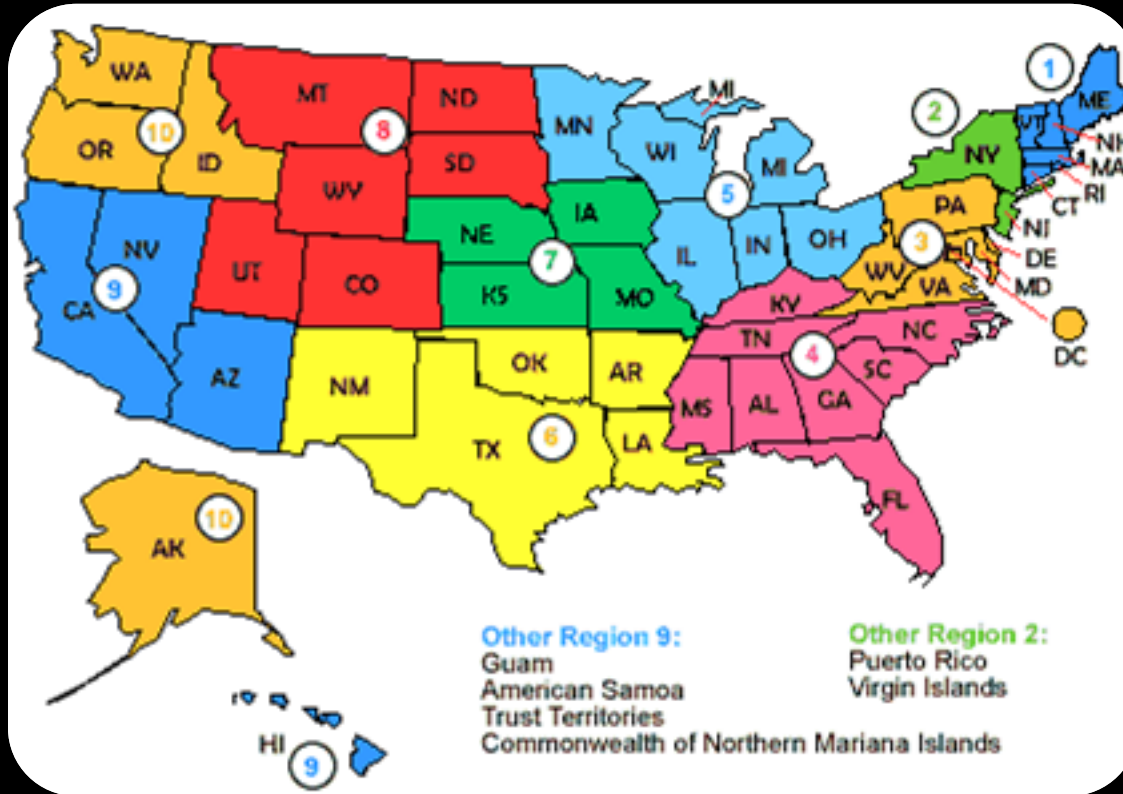 1
WA
MT
ND
MI
ME
2
MN
VT
10
8
NH
OR
WI
NY
MA
ID
SD
MI
RI
WY
5
CT
IA
PA
NE
NJ
NV
OH
3
DE
UT
7
IL
IN
WV
9
CO
KS
MO
VA
MD
CA
KV
NC
DC
TN
4
OK
SC
AZ
NM
AR
GA
MS
AL
6
LA
TX
FL
10
AK
Other Region 9:
Guam
American Samoa
Trust Territories
Commonwealth of Northern Mariana Islands
Other Region 2:
Puerto Rico
Virgin Islands
HI
9